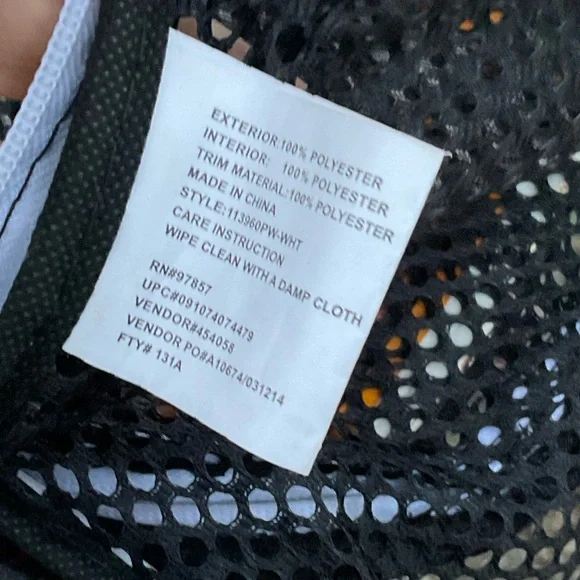 EXTERIOR:100% POLYESTER
INTERIOR: 100% POLYESTER
TRIM MATERIAL:100% POLYESTER
MADE IN CHINA
STYLE:113960PW-WHT
CARE INSTRUCTION
WIPE CLEAN WITH A DAMP CLOTH
RN#97857
UPC#091074074479
VENDOR#454058
VENDOR PO#A10674/031214
FTY# 131A